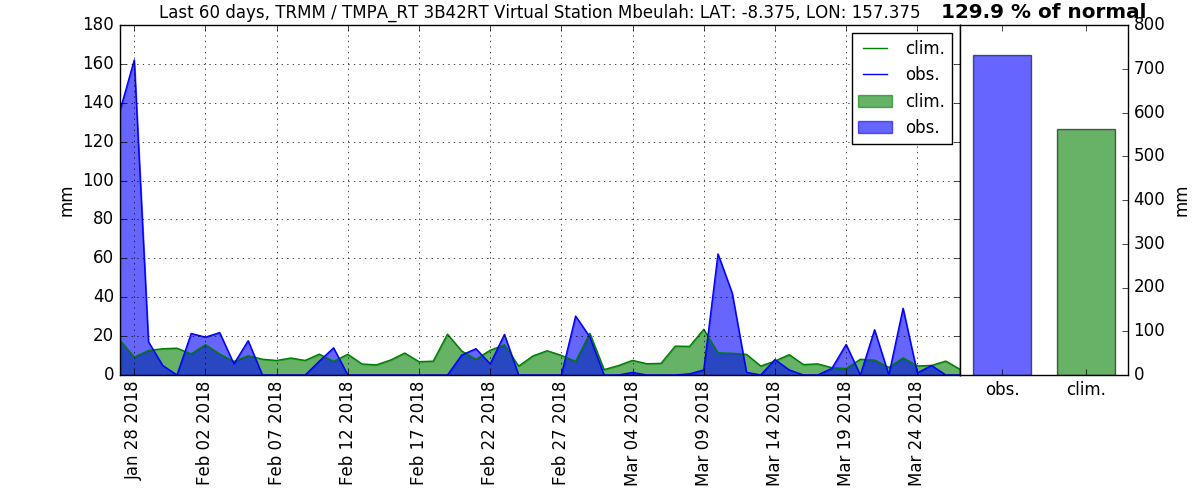 Last 60 days, TRMM / TMPA_RT 3B42RT Virtual Station Mbeulah: LAT: -8.375, LON: 157.375
129.9 % of normal
mm
180
160
140
120
100
80
60
40
20
0
clim.
obs.
clim.
obs.
Jan 28 2018
Feb 02 2018
Feb 07 2018
Feb 12 2018
Feb 17 2018
Feb 22 2018
Feb 27 2018
Mar 04 2018
Mar 09 2018
Mar 14 2018
Mar 19 2018
Mar 24 2018
800
700
600
500
400
300
200
100
0
mm
obs.
clim.